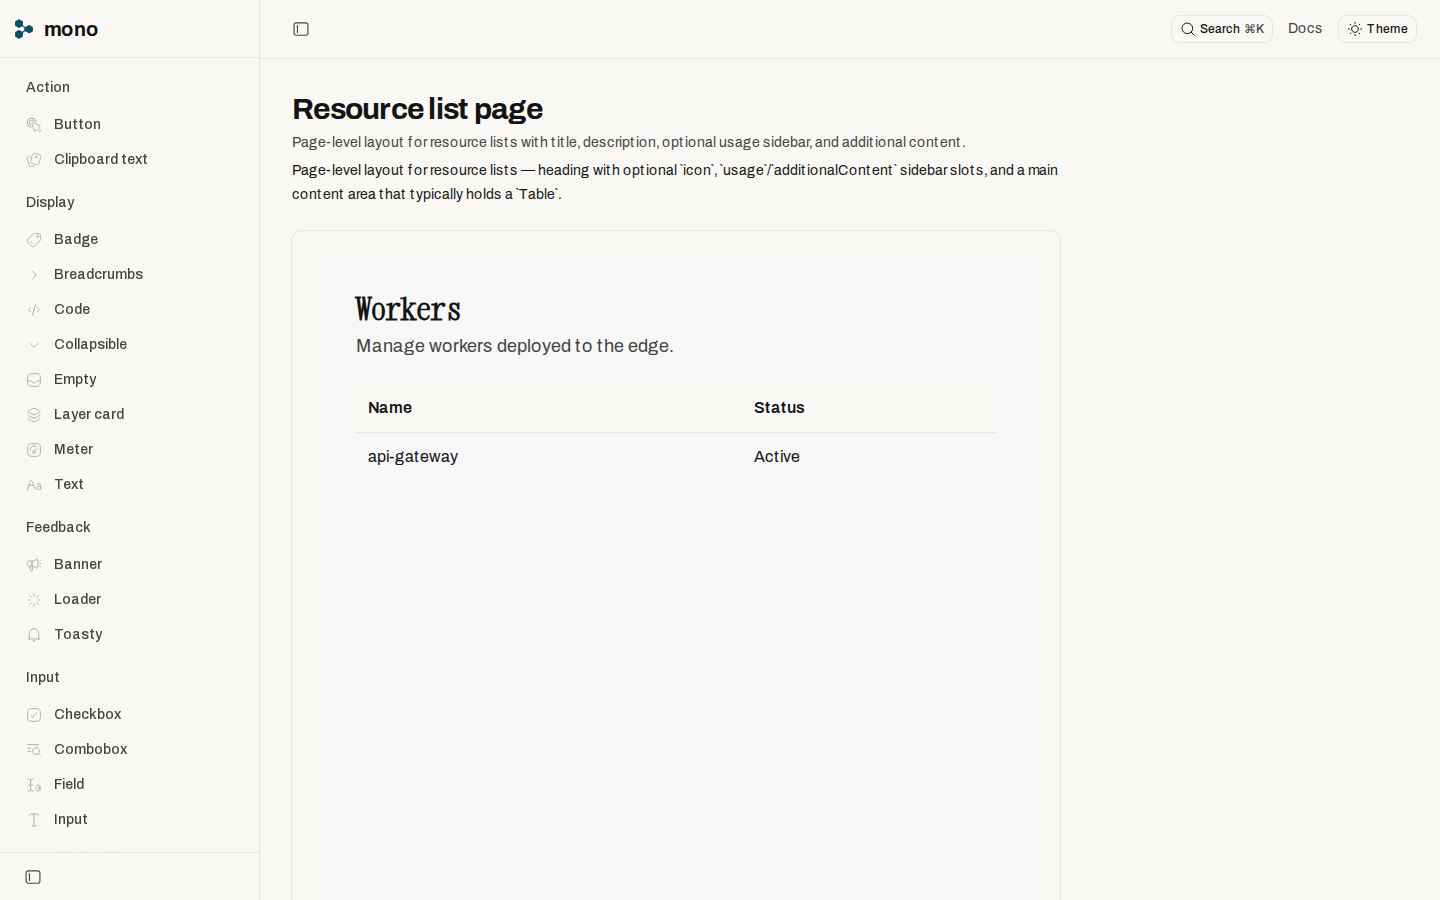 mono
Search ⌘K
Docs
Theme
Action
Button
Clipboard text
Display
Badge
Breadcrumbs
Code
Collapsible
Empty
Layer card
Meter
Text
Feedback
Banner
Loader
Toasty
Input
Checkbox
Combobox
Field
Input
Resource list page
Page-level layout for resource lists with title, description, optional usage sidebar, and additional content.
Page-level layout for resource lists — heading with optional `icon`, `usage`/`additionalContent` sidebar slots, and a main
content area that typically holds a `Table`.
Workers
Manage workers deployed to the edge.
Name Status
api-gateway Active